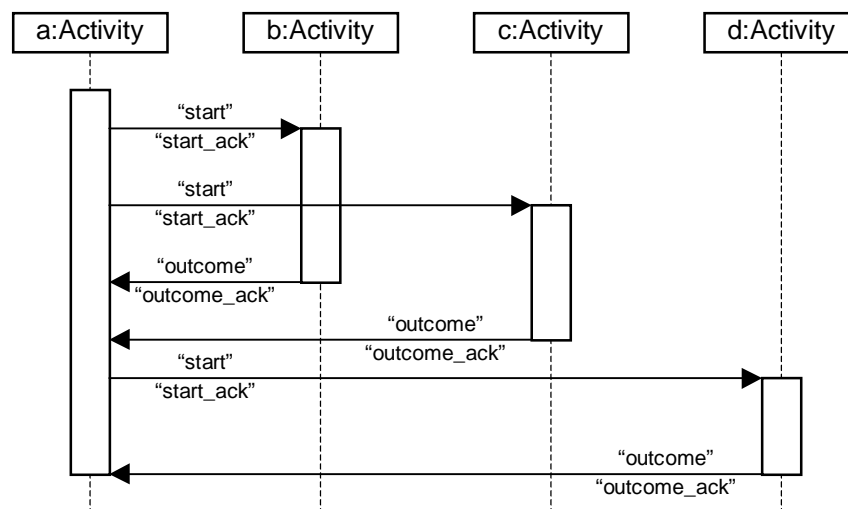 a:Activity
b:Activity
c:Activity
d:Activity
“start”
“start_ack”
“start”
“start_ack”
“outcome”
“outcome_ack”
“outcome”
“outcome_ack”
“start”
“start_ack”
“outcome”
“outcome_ack”